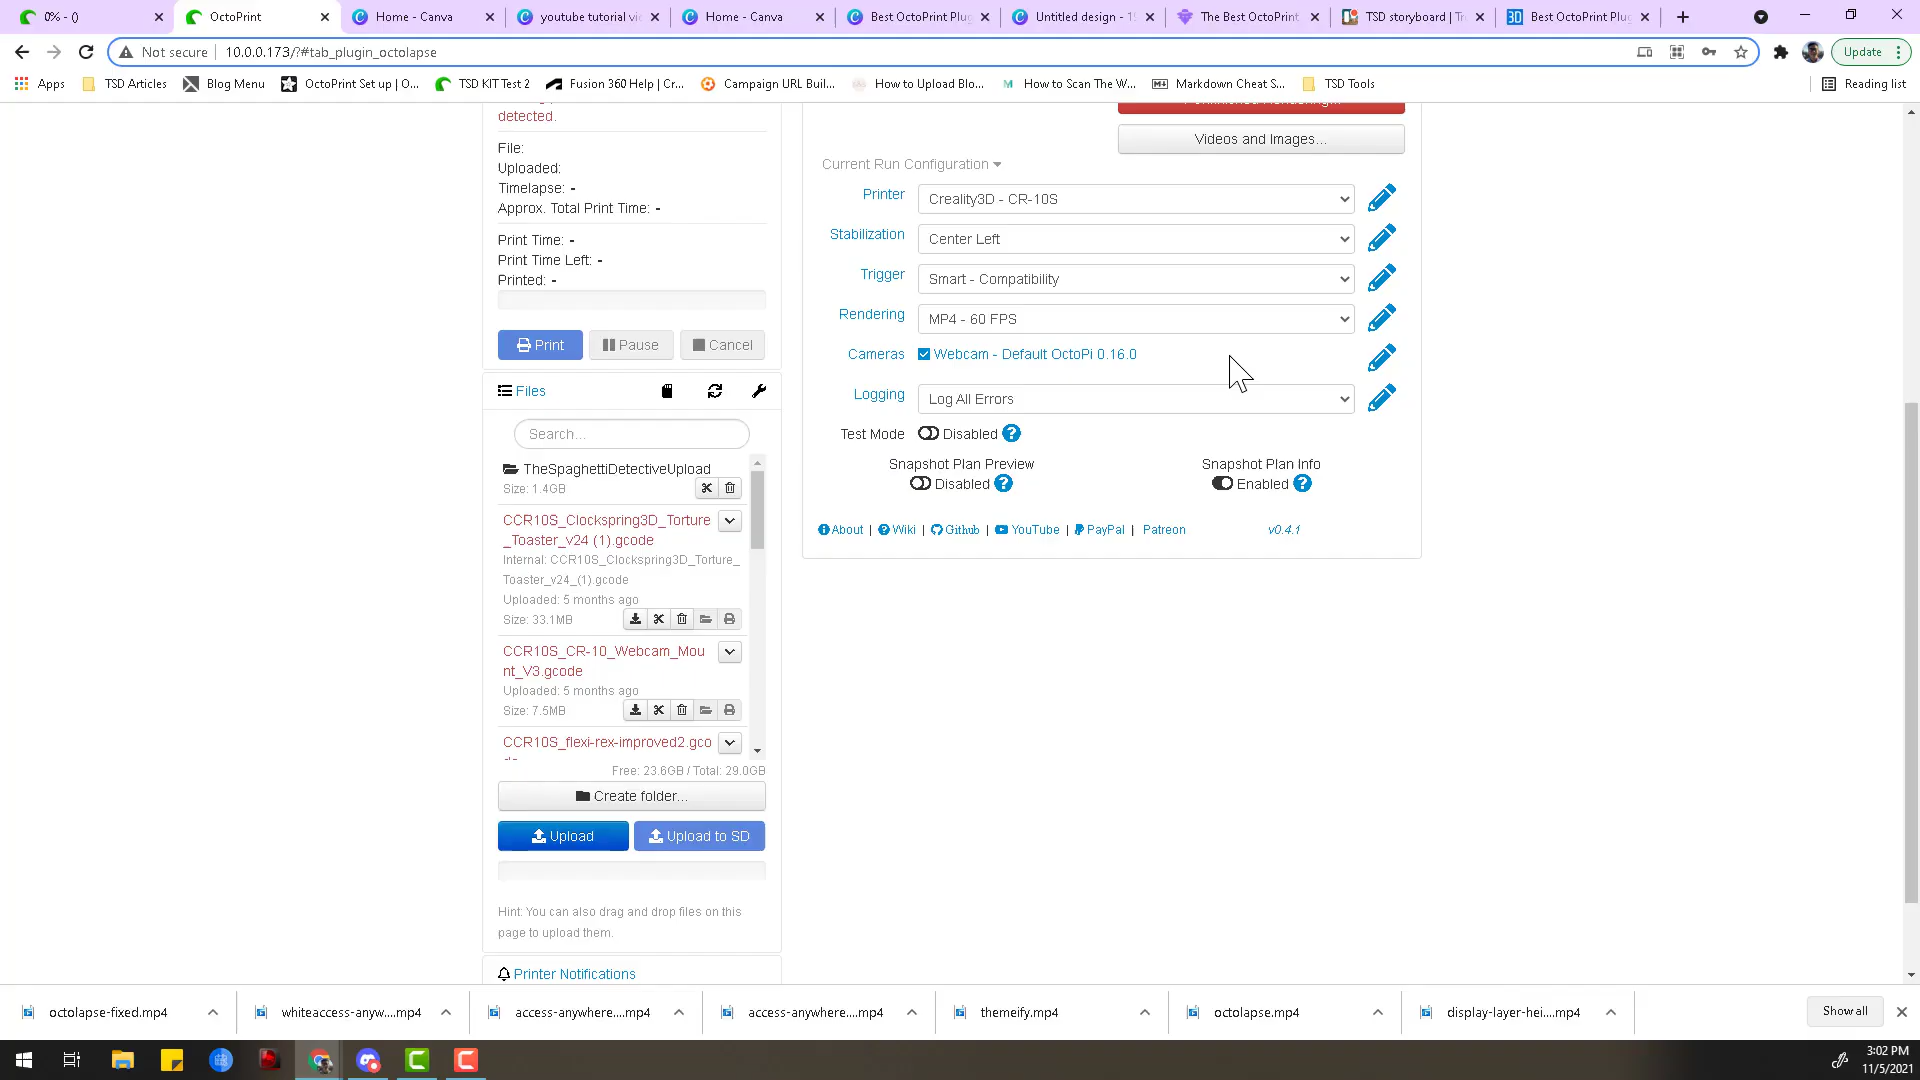 0% - ()
OctoPrint
Home - Canva
youtube tutorial vi
Home - Canva
Best OctoPrint Plug
Untitled design - 1
The Best OctoPrint
TSD storyboard | Tr
Best OctoPrint Plug
Not secure
10.0.0.173/?#tab_plugin_octolapse
Update
Apps
TSD Articles
Blog Menu
OctoPrint Set up | O...
TSD KIT Test 2
Fusion 360 Help | Cr...
Campaign URL Buil...
How to Upload Blo...
How to Scan The W...
Markdown Cheat S...
TSD Tools
Reading list
detected.
File:
Uploaded:
Timelapse: -
Approx. Total Print Time: -
Print Time: -
Print Time Left: -
Printed: -
Print
Pause
Cancel
Files
Search...
TheSpaghettiDetectiveUpload
Size: 1.4GB
CCR10S_Clockspring3D_Torture
_Toaster_v24 (1).gcode
Internal: CCR10S_Clockspring3D_Torture_
Toaster_v24_(1).gcode
Uploaded: 5 months ago
Size: 33.1MB
CCR10S_CR-10_Webcam_Mou
nt_V3.gcode
Uploaded: 5 months ago
Size: 7.5MB
CCR10S_flexi-rex-improved2.gco
Free: 23.6GB / Total: 29.0GB
Create folder...
Upload
Upload to SD
Hint: You can also drag and drop files on this
page to upload them.
Printer Notifications
Videos and Images...
Current Run Configuration
Printer
Creality3D - CR-10S
Stabilization
Center Left
Trigger
Smart - Compatibility
Rendering
MP4 - 60 FPS
Cameras
Webcam - Default OctoPi 0.16.0
Logging
Log All Errors
Test Mode
Disabled
Snapshot Plan Preview
Disabled
Snapshot Plan Info
Enabled
About | Wiki | Github | YouTube | PayPal | Patreon
v0.4.1
octolapse-fixed.mp4
whiteaccess-anyw....mp4
access-anywhere....mp4
access-anywhere....mp4
themeify.mp4
octolapse.mp4
display-layer-hei....mp4
Show all
3:02 PM
11/5/2021